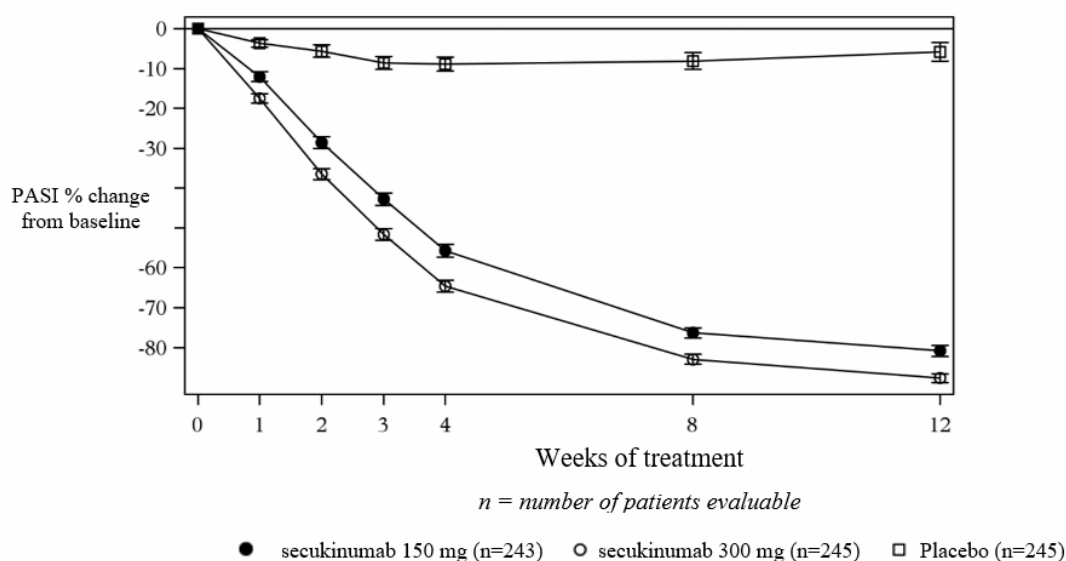 0
-10
-20
-30
PASI % change
from baseline
-60
-70
-80
0 1 2 3 4 8 12
Weeks of treatment
n = number of patients evaluable
secukinumab 150 mg (n=243) secukinumab 300 mg (n=245) Placebo (n=245)